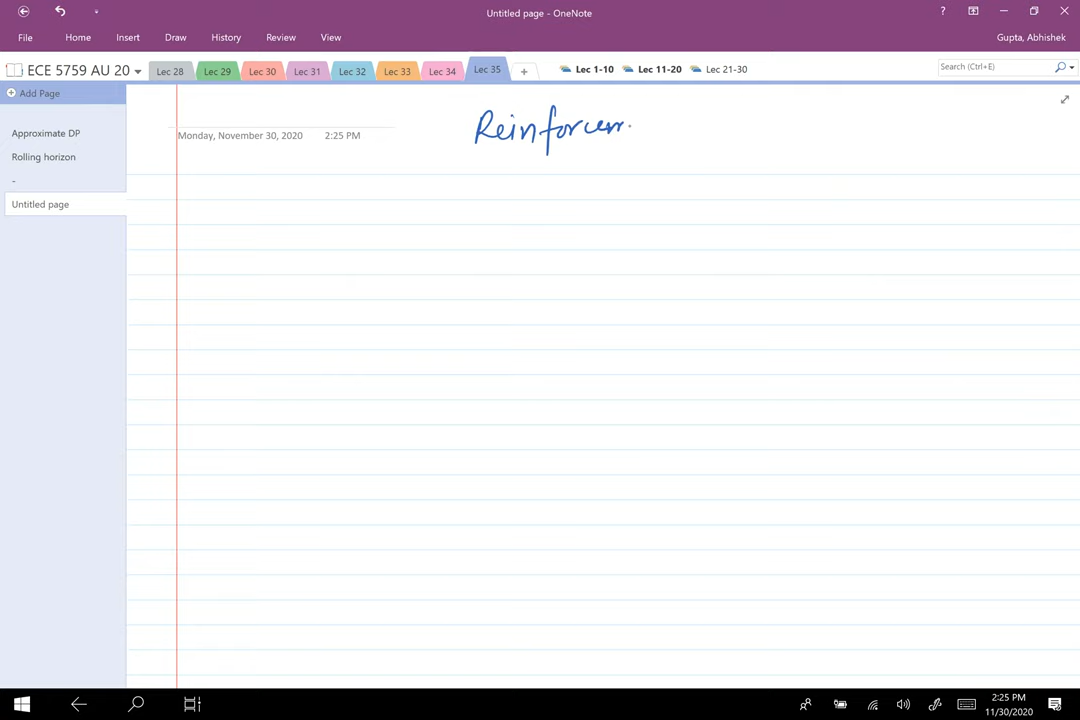 Untitled page - OneNote
File Home Insert Draw History Review View
Gupta, Abhishek
ECE 5759 AU 20
Lec 28 Lec 29 Lec 30 Lec 31 Lec 32 Lec 33 Lec 34 Lec 35
Lec 1-10 Lec 11-20 Lec 21-30
Search (Ctrl+E)
Add Page
Approximate DP
Rolling horizon
-
Untitled page
Reinforcem
Monday, November 30, 2020 2:25 PM
2:25 PM
11/30/2020